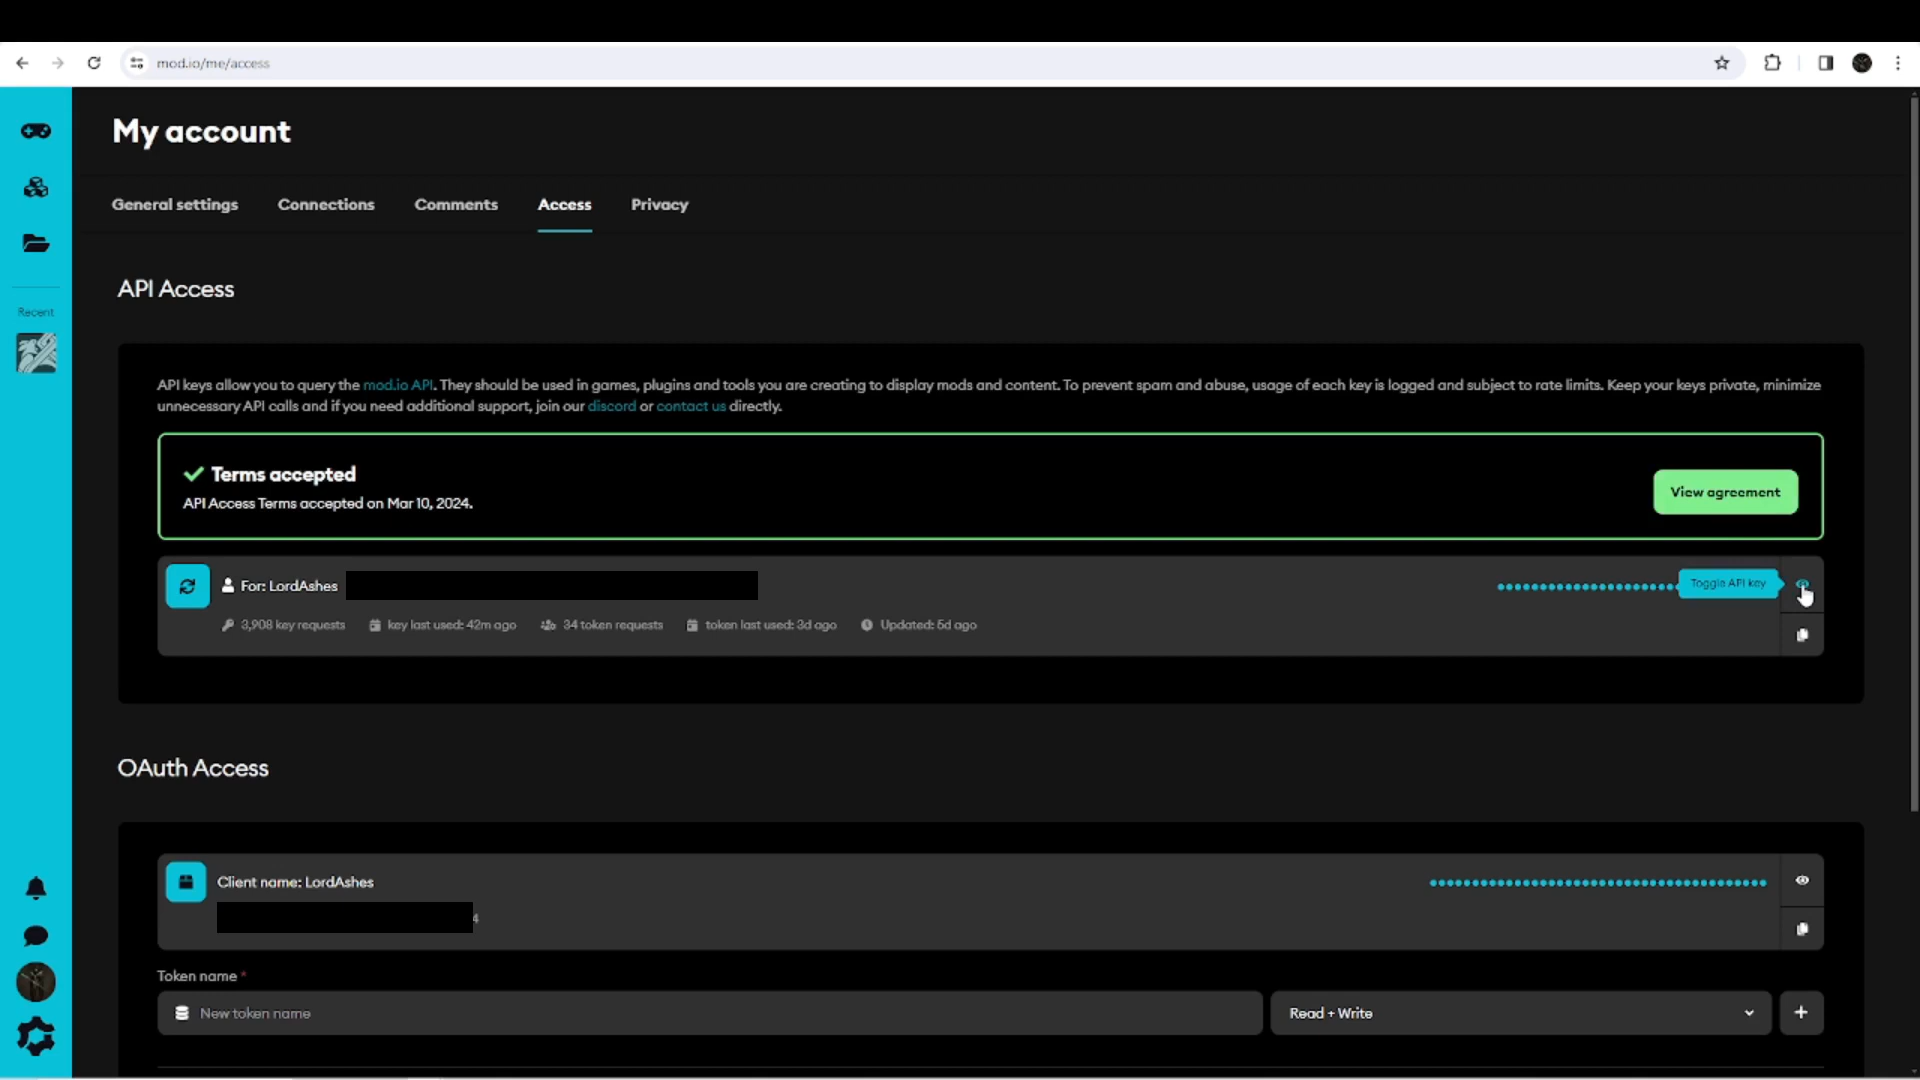 mod.io/me/access
My account
General settings
Connections
Comments
Access
Privacy
Recent
API Access
API keys allow you to query the mod.io API. They should be used in games, plugins and tools you are creating to display mods and content. To prevent spam and abuse, usage of each key is logged and subject to rate limits. Keep your keys private, minimize
unnecessary API calls and if you need additional support, join our discord or contact us directly.
Terms accepted
API Access Terms accepted on Mar 10, 2024.
View agreement
For: LordAshes
Toggle API key
3,908 key requests
key last used: 42m ago
34 token requests
token last used: 3d ago
Updated: 5d ago
OAuth Access
Client name: LordAshes
4
Token name *
New token name
Read + Write